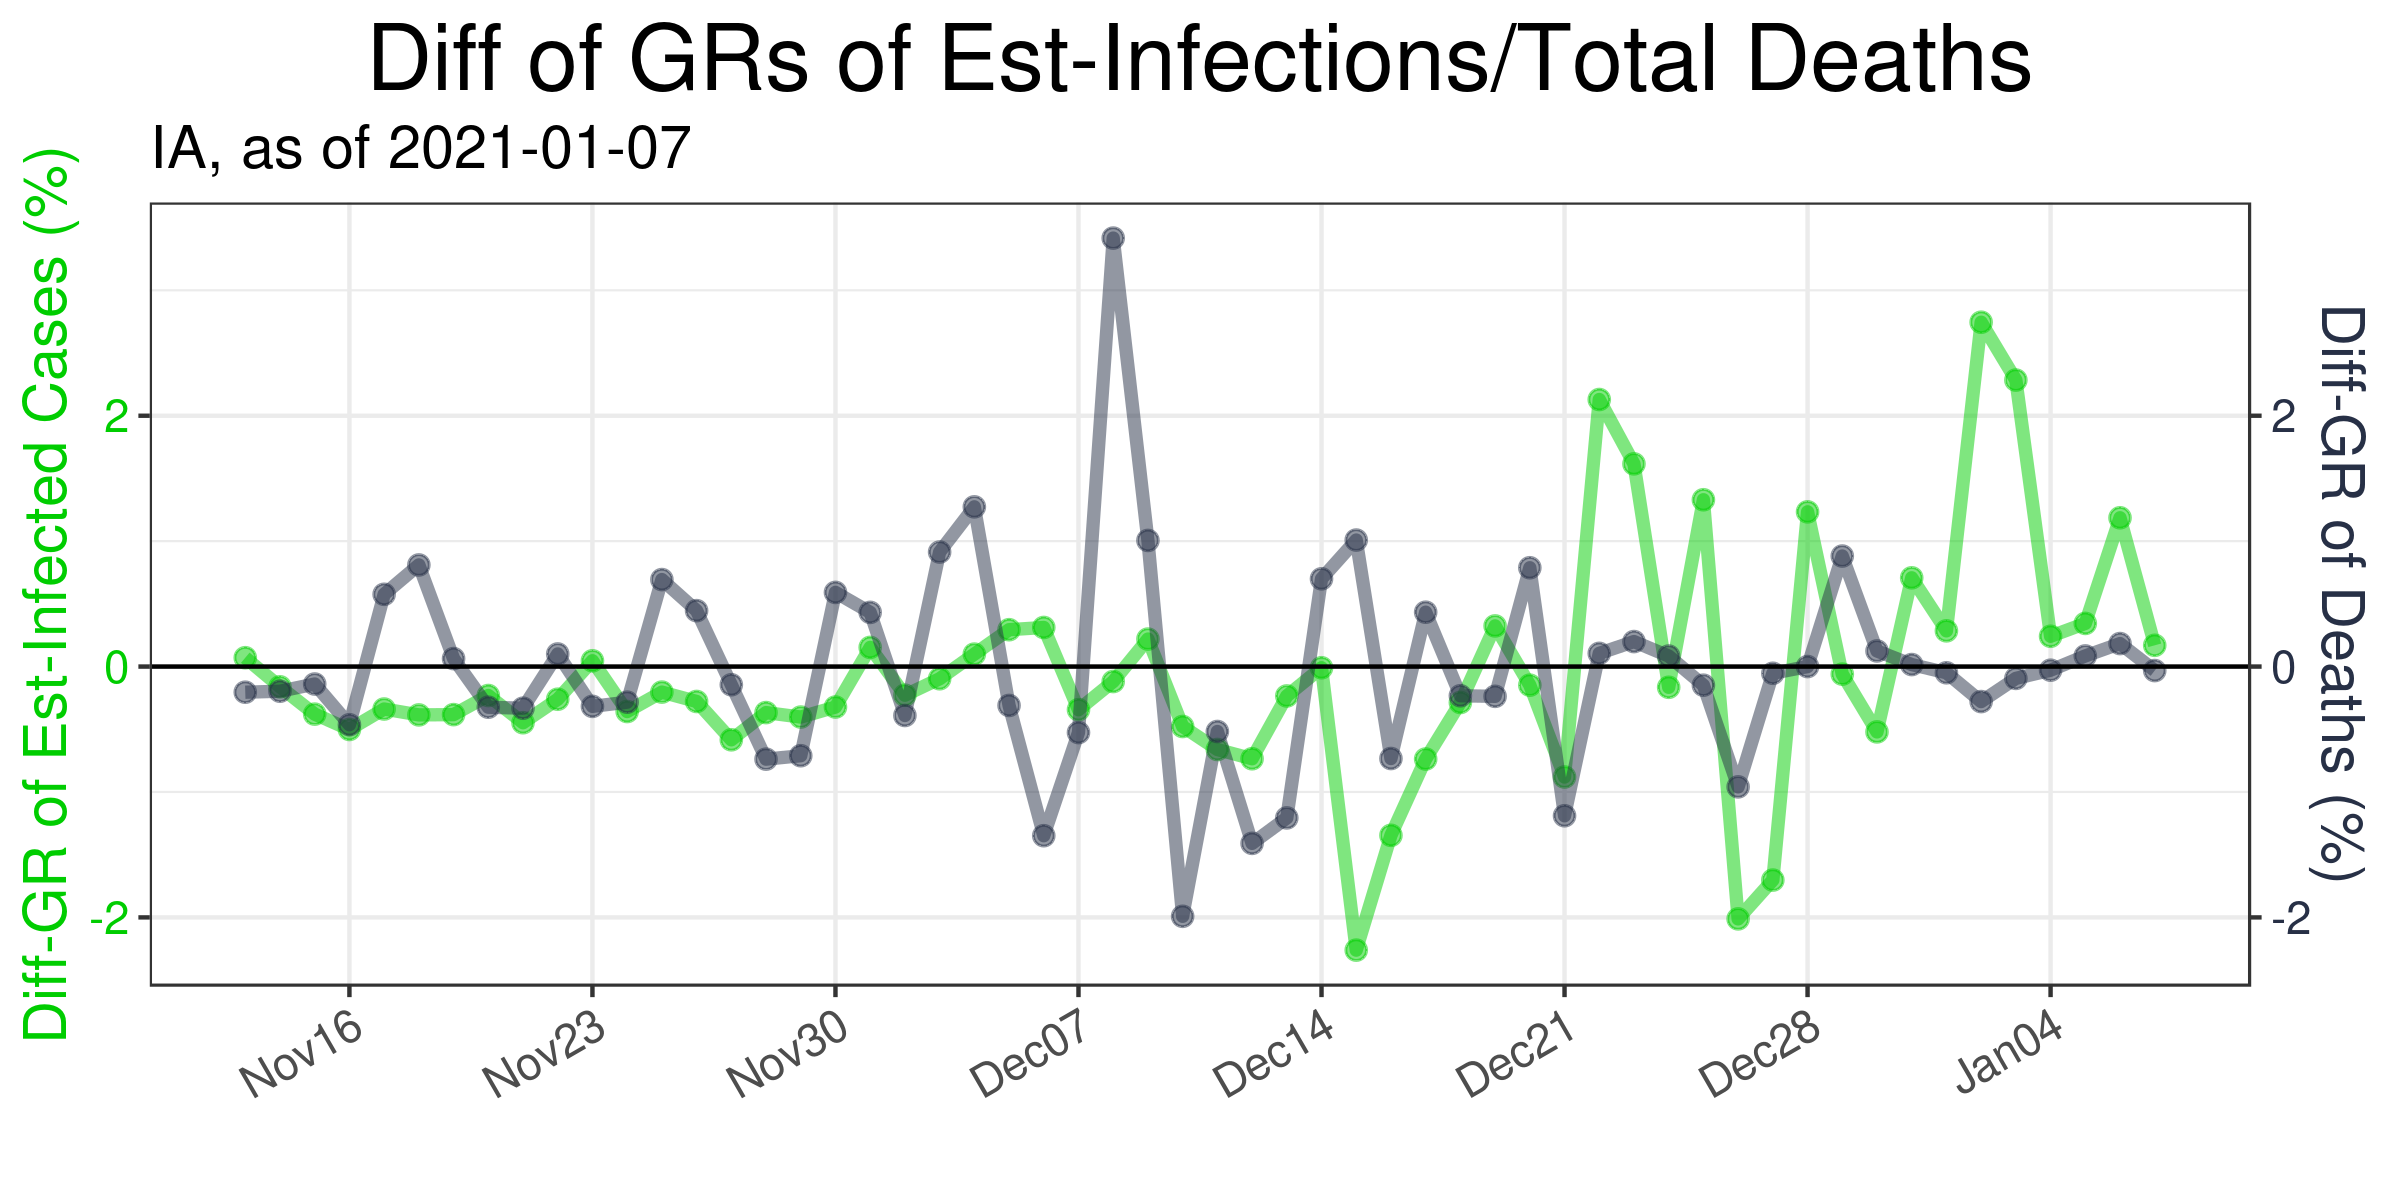 Diff of GRs of Est-Infections/Total Deaths
IA, as of 2021-01-07
Diff-GR of Est-Infected Cases (%)
2
0
-2
2
0
-2
Diff-GR of Deaths (%)
Nov16
Nov23
Nov30
Dec07
Dec14
Dec21
Dec28
Jan04